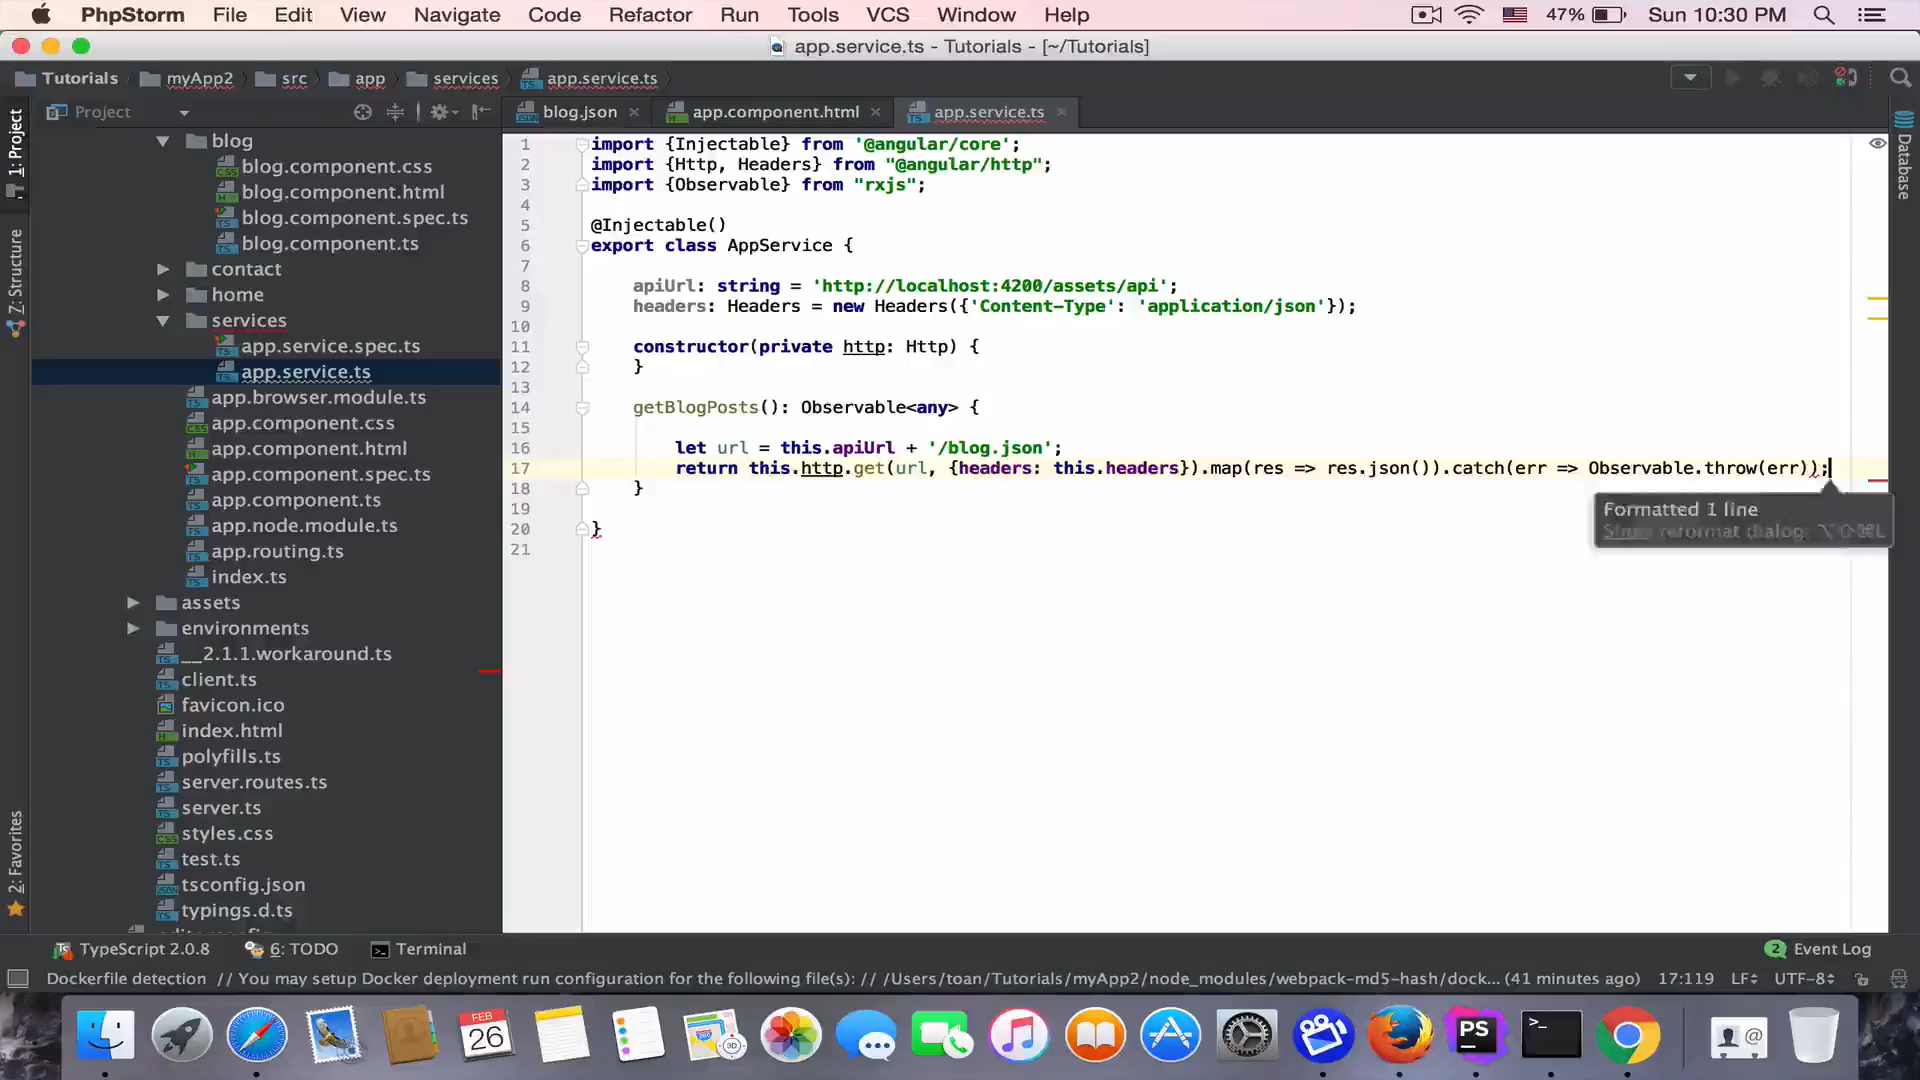 PhpStorm File Edit View Navigate Code Refactor Run Tools VCS Window Help 47% Sun 10:30 PM
app.service.ts - Tutorials - [~/Tutorials]
Tutorials myApp2 src app services app.service.ts
Project
blog.json app.component.html app.service.ts
1: Project
7: Structure
2: Favorites
Database
blog
blog.component.css
blog.component.html
blog.component.spec.ts
blog.component.ts
contact
home
services
app.service.spec.ts
app.service.ts
app.browser.module.ts
app.component.css
app.component.html
app.component.spec.ts
app.component.ts
app.node.module.ts
app.routing.ts
index.ts
assets
environments
__2.1.1.workaround.ts
client.ts
favicon.ico
index.html
polyfills.ts
server.routes.ts
server.ts
styles.css
test.ts
tsconfig.json
typings.d.ts
1 import {Injectable} from '@angular/core';
2 import {Http, Headers} from "@angular/http";
3 import {Observable} from "rxjs";
4
5 @Injectable()
6 export class AppService {
7
8 apiUrl: string = 'http://localhost:4200/assets/api';
9 headers: Headers = new Headers({'Content-Type': 'application/json'});
10
11 constructor(private http: Http) {
12 }
13
14 getBlogPosts(): Observable<any> {
15
16 let url = this.apiUrl + '/blog.json';
17 return this.http.get(url, {headers: this.headers}).map(res => res.json()).catch(err => Observable.throw(err));
18 }
19
20 }
21
Formatted 1 line
Show reformat dialog: ⌥⇧⌘L
TypeScript 2.0.8 6: TODO Terminal 2 Event Log
Dockerfile detection // You may setup Docker deployment run configuration for the following file(s): // /Users/toan/Tutorials/myApp2/node_modules/webpack-md5-hash/dock... (41 minutes ago) 17:119 LF UTF-8
FEB
26
3D
PS
>_
@